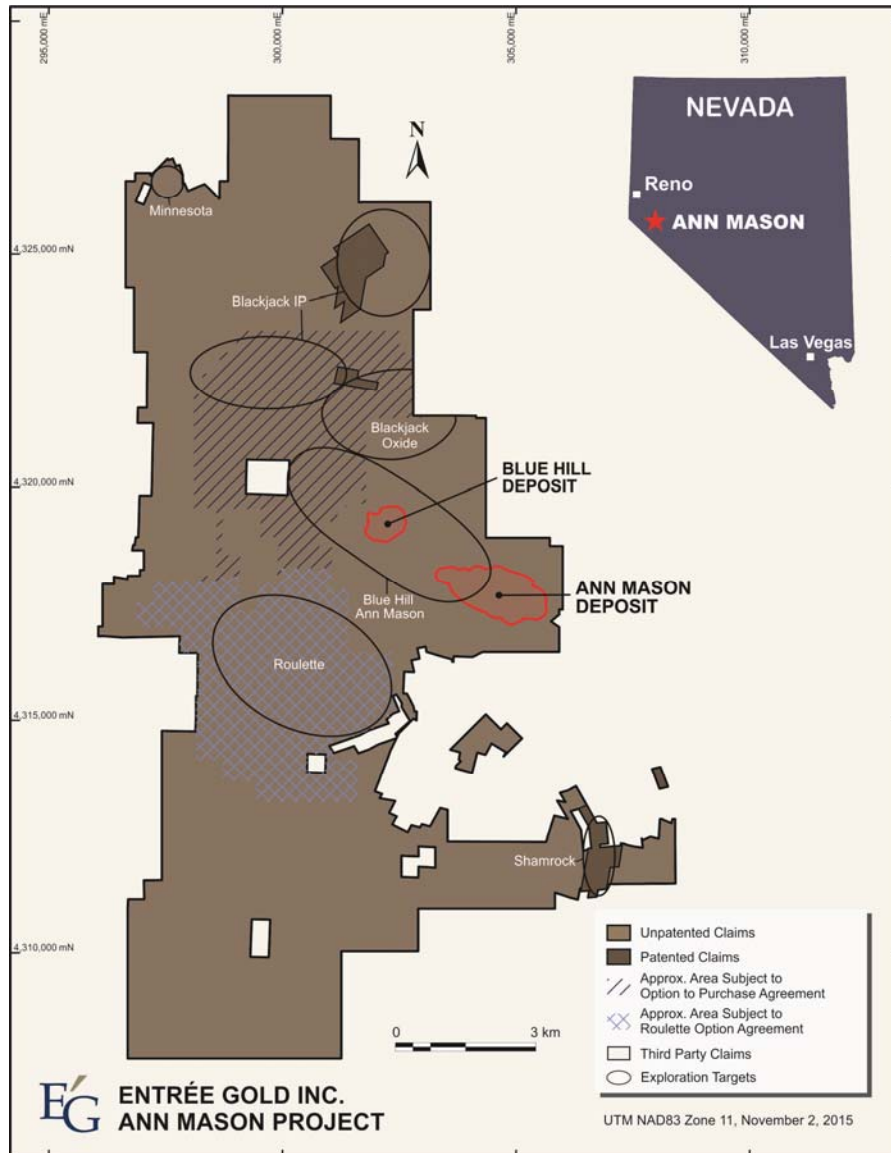 295,000 mE
300,000 mE
305,000 mE
310,000 mE
NEVADA
Reno
ANN MASON
Las Vegas
N
Minnesota
4,325,000 mN
Blackjack IP
Blackjack
Oxide
BLUE HILL
DEPOSIT
4,320,000 mN
ANN MASON
DEPOSIT
Blue Hill
Ann Mason
Roulette
4,315,000 mN
Shamrock
4,310,000 mN
Unpatented Claims
Patented Claims
Approx. Area Subject to
Option to Purchase Agreement
Approx. Area Subject to
Roulette Option Agreement
Third Party Claims
Exploration Targets
0 3 km
ÉG
ENTRÉE GOLD INC.
ANN MASON PROJECT
UTM NAD83 Zone 11, November 2, 2015